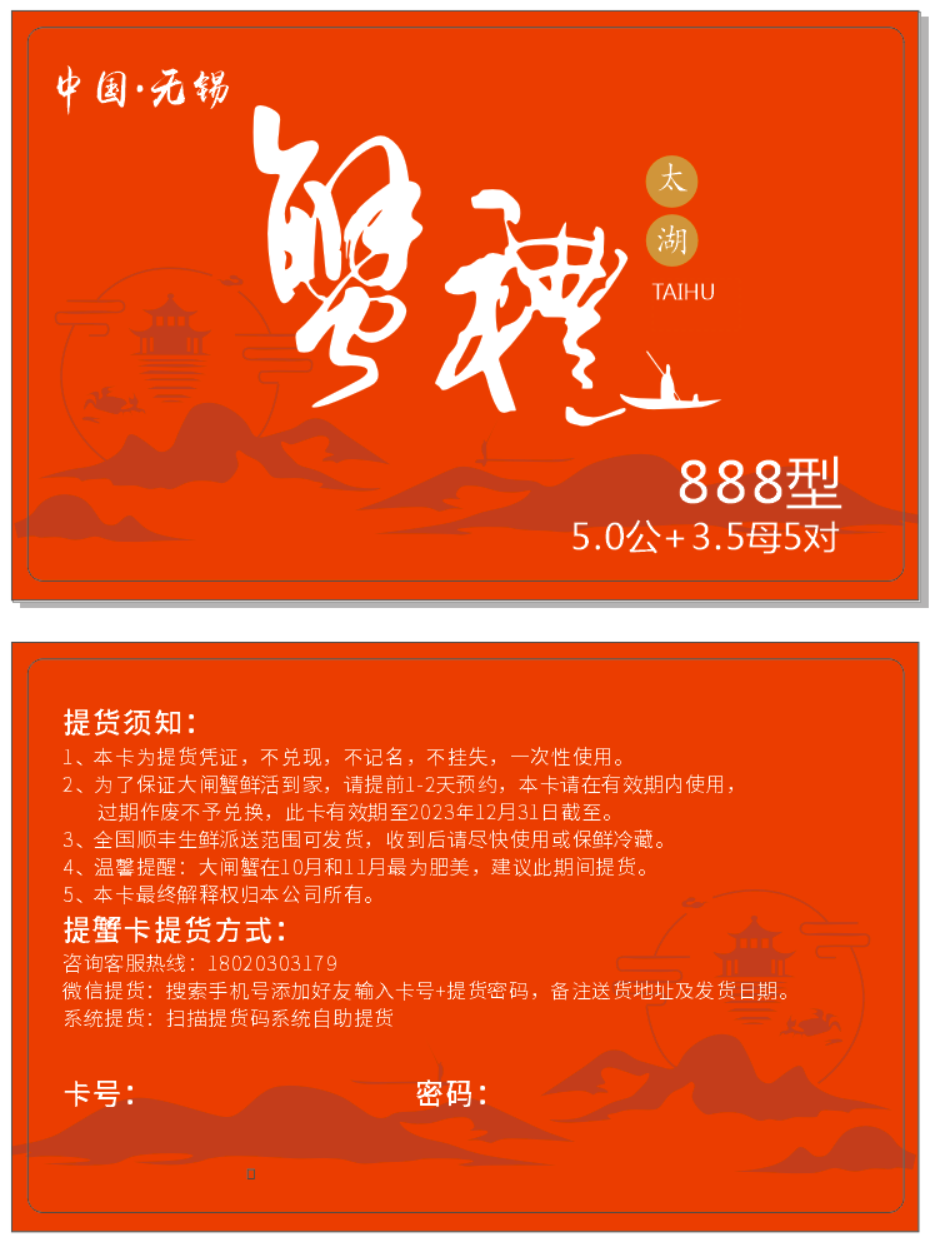 中国·无锡
蟹禮
太
湖
TAIHU
888型
5.0公+3.5母5对
提货须知：
1、本卡为提货凭证，不兑现，不记名，不挂失，一次性使用。
2、为了保证大闸蟹鲜活到家，请提前1-2天预约，本卡请在有效期内使用，
过期作废不予兑换，此卡有效期至2023年12月31日截至。
3、全国顺丰生鲜派送范围可发货，收到后请尽快使用或保鲜冷藏。
4、温馨提醒：大闸蟹在10月和11月最为肥美，建议此期间提货。
5、本卡最终解释权归本公司所有。
提蟹卡提货方式：
咨询客服热线：18020303179
微信提货：搜索手机号添加好友输入卡号+提货密码，备注送货地址及发货日期。
系统提货：扫描提货码系统自助提货
卡号： 密码：